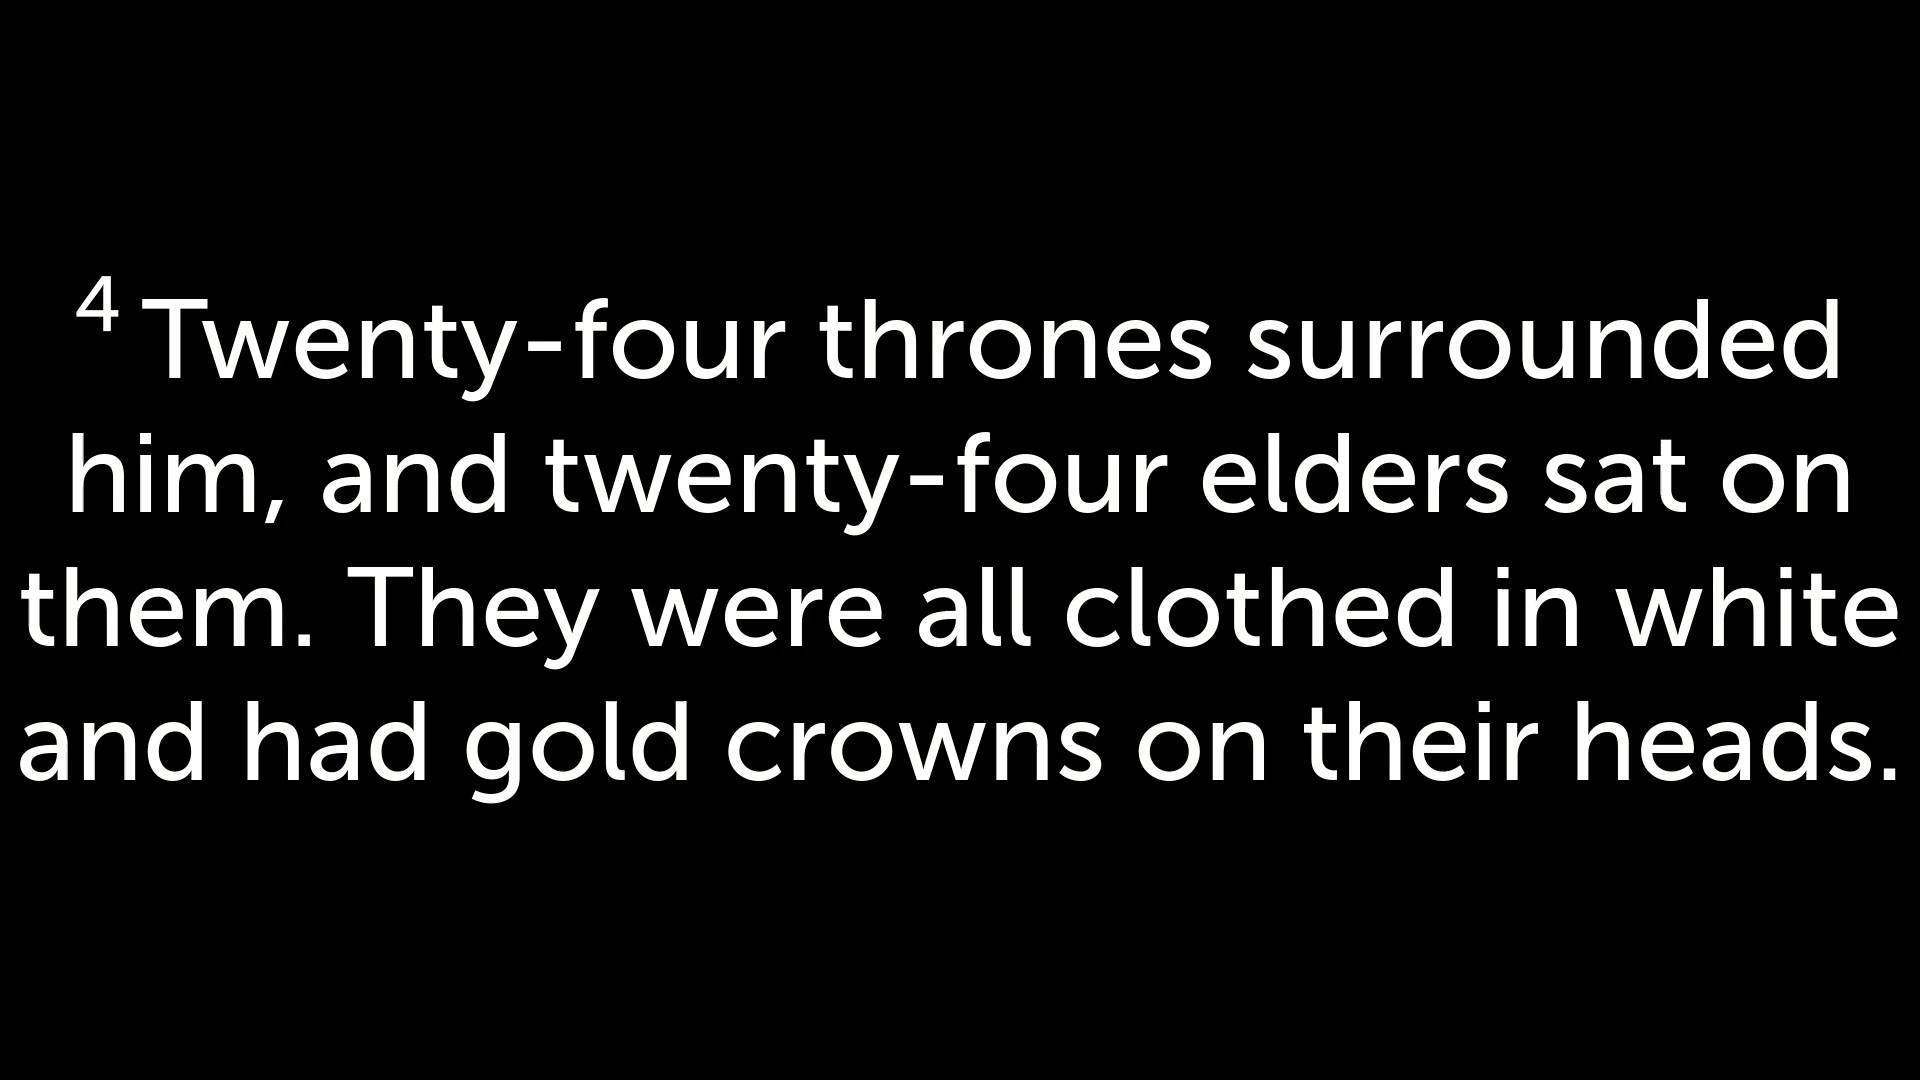 4 Twenty-four thrones surrounded
him, and twenty-four elders sat on
them. They were all clothed in white
and had gold crowns on their heads.